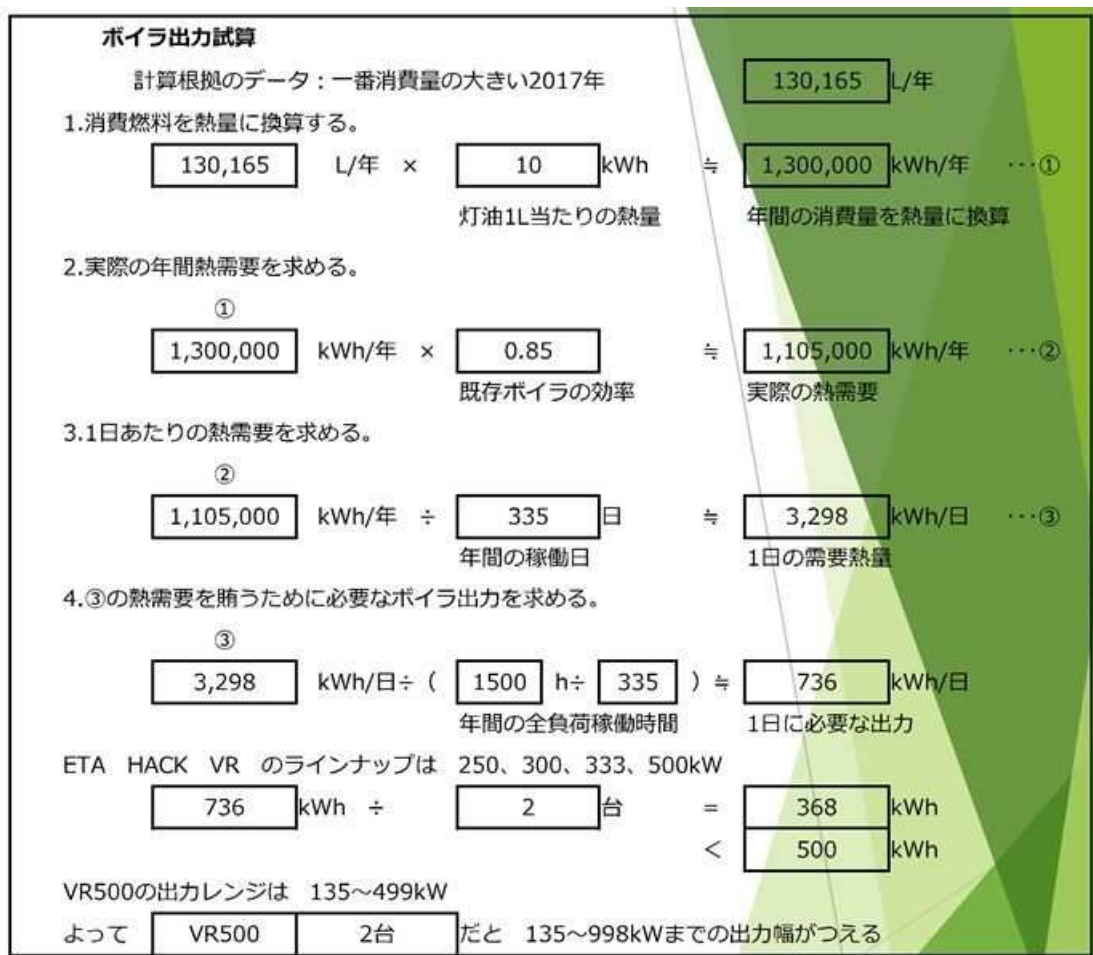 ボイラ出力試算
計算根拠のデータ：一番消費量の大きい2017年 130,165 L/年
1.消費燃料を熱量に換算する。
130,165 L/年 × 10 kWh ≒ 1,300,000 kWh/年 ･･･①
灯油1L当たりの熱量 年間の消費量を熱量に換算
2.実際の年間熱需要を求める。
①
1,300,000 kWh/年 × 0.85 ≒ 1,105,000 kWh/年 ･･･②
既存ボイラの効率 実際の熱需要
3.1日あたりの熱需要を求める。
②
1,105,000 kWh/年 ÷ 335 日 ≒ 3,298 kWh/日 ･･･③
年間の稼働日 1日の需要熱量
4.③の熱需要を賄うために必要なボイラ出力を求める。
③
3,298 kWh/日÷（ 1500 h÷ 335 ）≒ 736 kWh/日
年間の全負荷稼働時間 1日に必要な出力
ETA HACK VR のラインナップは 250、300、333、500kW
736 kWh ÷ 2 台 = 368 kWh
＜ 500 kWh
VR500の出力レンジは 135～499kW
よって VR500 2台 だと 135～998kWまでの出力幅がつえる